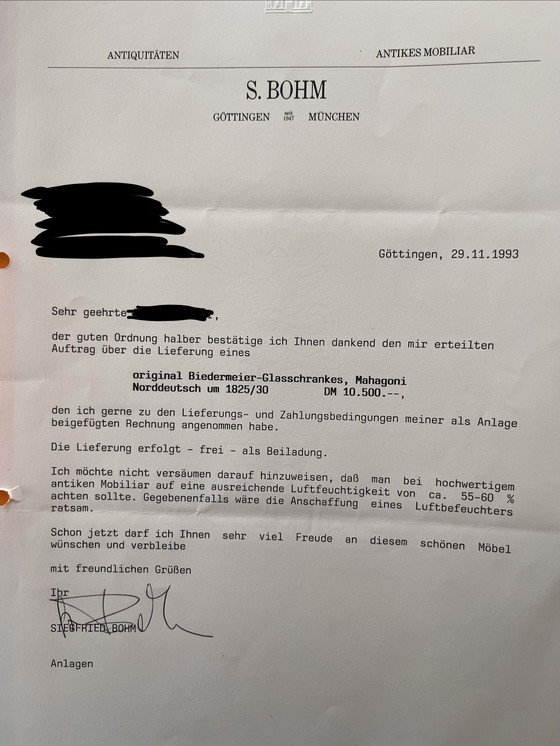 ANTIQUITÄTEN
ANTIKES MOBILIAR
S. BOHM
GÖTTINGEN seit 1947 MÜNCHEN
Göttingen, 29.11.1993
Sehr geehrte ,
der guten Ordnung halber bestätige ich Ihnen dankend den mir erteilten
Auftrag über die Lieferung eines
original Biedermeier-Glasschrankes, Mahagoni
Norddeutsch um 1825/30 DM 10.500.--,
den ich gerne zu den Lieferungs- und Zahlungsbedingungen meiner als Anlage
beigefügten Rechnung angenommen habe.
Die Lieferung erfolgt - frei - als Beiladung.
Ich möchte nicht versäumen darauf hinzuweisen, daß man bei hochwertigem
antiken Mobiliar auf eine ausreichende Luftfeuchtigkeit von ca. 55-60 %
achten sollte. Gegebenenfalls wäre die Anschaffung eines Luftbefeuchters
ratsam.
Schon jetzt darf ich Ihnen sehr viel Freude an diesem schönen Möbel
wünschen und verbleibe
mit freundlichen Grüßen
Ihr
SIEGFRIED BOHM
Anlagen